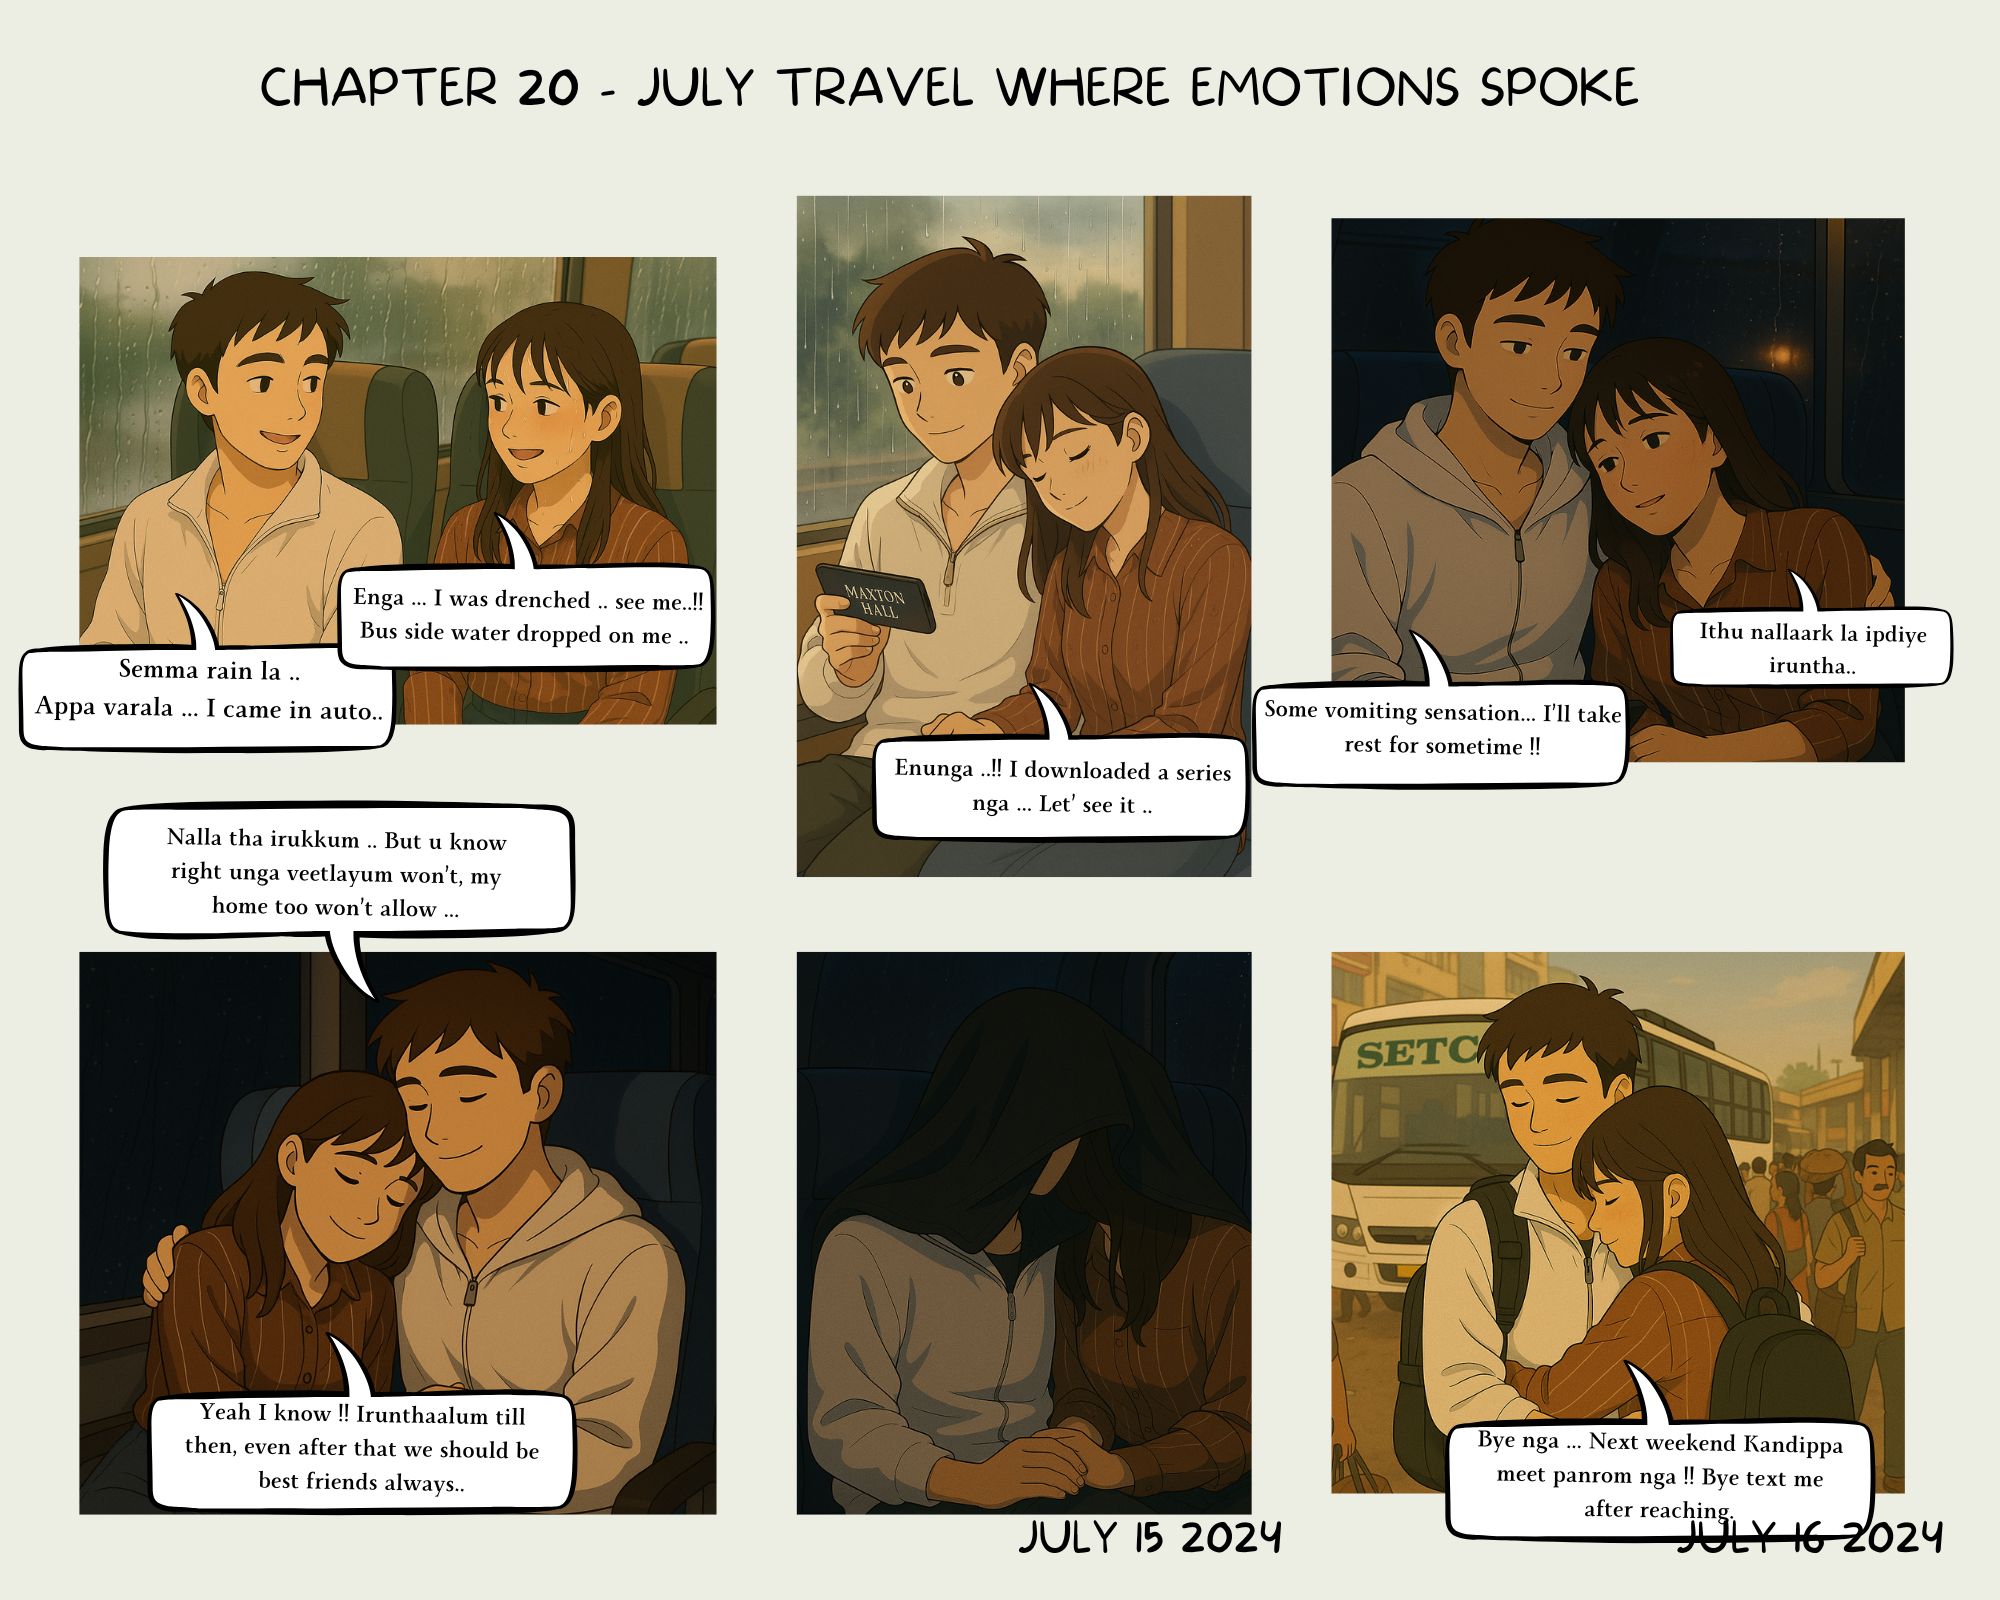 CHAPTER 20 - JULY TRAVEL WHERE EMOTIONS SPOKE
Semma rain la ..
Appa varala ... I came in auto..
Enga ... I was drenched .. see me..!!
Bus side water dropped on me ..
MAXTON
HALL
Enunga ..!! I downloaded a series
nga ... Let' see it ..
Some vomiting sensation... I'll take
rest for sometime !!
Ithu nallaark la ipdiye
iruntha..
Nalla tha irukkum .. But u know
right unga veetlayum won't, my
home too won't allow ...
Yeah I know !! Irunthaalum till
then, even after that we should be
best friends always..
JULY 15 2024
SETC
Bye nga ... Next weekend Kandippa
meet panrom nga !! Bye text me
after reaching.
JULY 16 2024